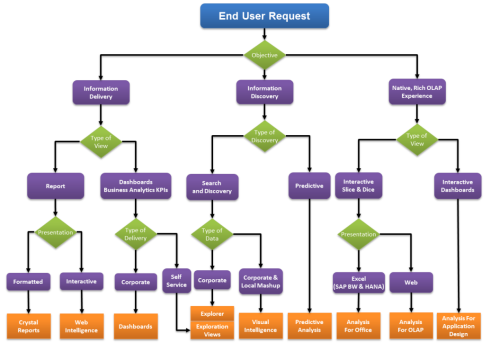 End User Request
Objective
Information
Delivery
Information
Discovery
Native, Rich OLAP
Experience
Type of
View
Type of
Discovery
Type of
View
Report
Dashboards
Business Analytics KPIs
Search
and Discovery
Predictive
Interactive
Slice & Dice
Interactive
Dashboards
Presentation
Type of
Delivery
Type of
Data
Presentation
Formatted
Interactive
Corporate
Self
Service
Corporate
Corporate &
Local Mashup
Excel
(SAP BW & HANA)
Web
Crystal
Reports
Web
Intelligence
Dashboards
Explorer
Exploration
Views
Visual
Intelligence
Predictive
Analysis
Analysis
For Office
Analysis
For OLAP
Analysis For
Application
Design